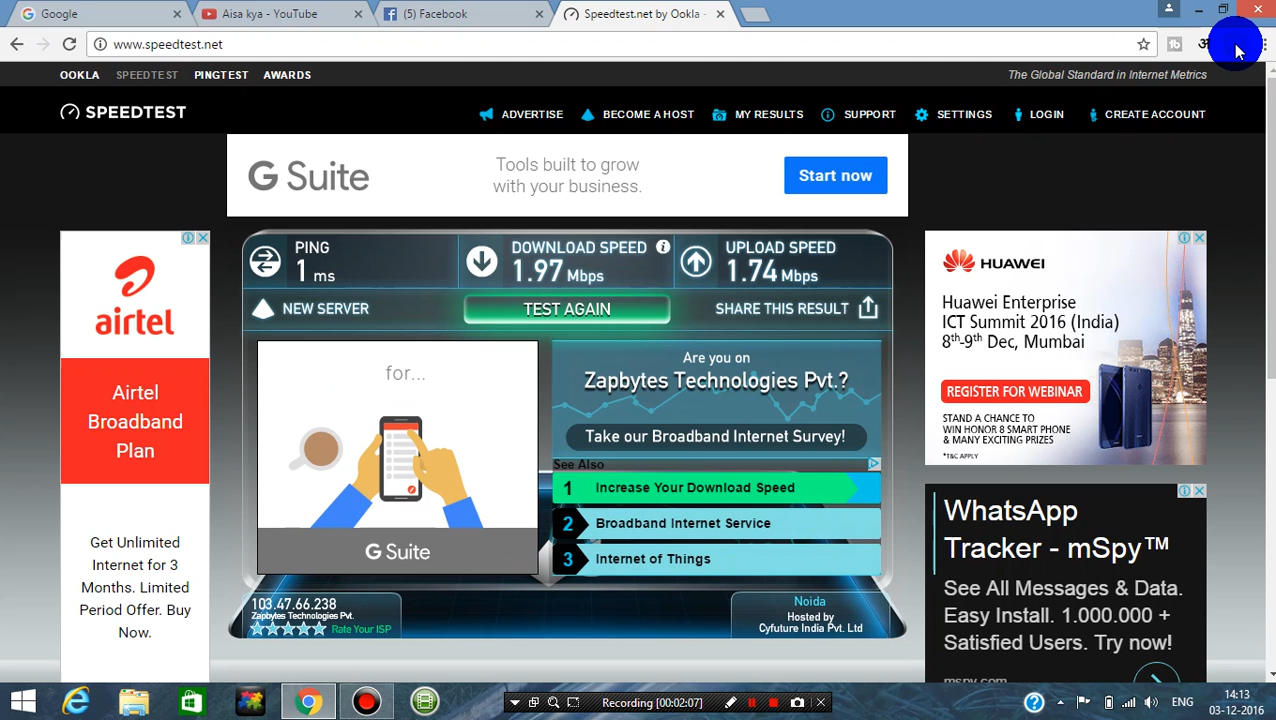 Google
Aisa kya - YouTube
(5) Facebook
Speedtest.net by Ookla -
www.speedtest.net
OOKLA SPEEDTEST PINGTEST AWARDS
The Global Standard in Internet Metrics
SPEEDTEST
ADVERTISE BECOME A HOST MY RESULTS SUPPORT SETTINGS LOGIN CREATE ACCOUNT
G Suite
Tools built to grow
with your business.
Start now
PING
1 ms
DOWNLOAD SPEED
1.97 Mbps
UPLOAD SPEED
1.74 Mbps
NEW SERVER
TEST AGAIN
SHARE THIS RESULT
for...
G Suite
Are you on
Zapbytes Technologies Pvt.?
Take our Broadband Internet Survey!
See Also
1 Increase Your Download Speed
2 Broadband Internet Service
3 Internet of Things
103.47.66.238
Zapbytes Technologies Pvt.
Rate Your ISP
Noida
Hosted by
Cyfuture India Pvt. Ltd
airtel
Airtel
Broadband
Plan
Get Unlimited
Internet for 3
Months. Limited
Period Offer. Buy
Now.
HUAWEI
Huawei Enterprise
ICT Summit 2016 (India)
8th-9th Dec, Mumbai
REGISTER FOR WEBINAR
STAND A CHANCE TO
WIN HONOR 8 SMART PHONE
& MANY EXCITING PRIZES
*T&C APPLY
WhatsApp
Tracker - mSpy™
See All Messages & Data.
Easy Install. 1.000.000 +
Satisfied Users. Try now!
mspy.com
Recording [00:02:07]
ENG
14:13
03-12-2016